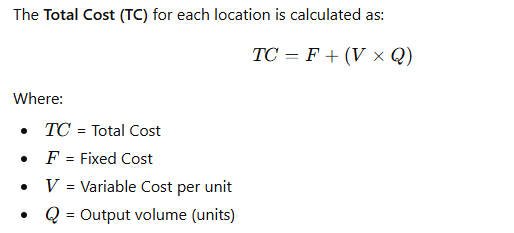 The Total Cost (TC) for each location is calculated as:
TC = F + (V × Q)
Where:
• TC = Total Cost
• F = Fixed Cost
• V = Variable Cost per unit
• Q = Output volume (units)